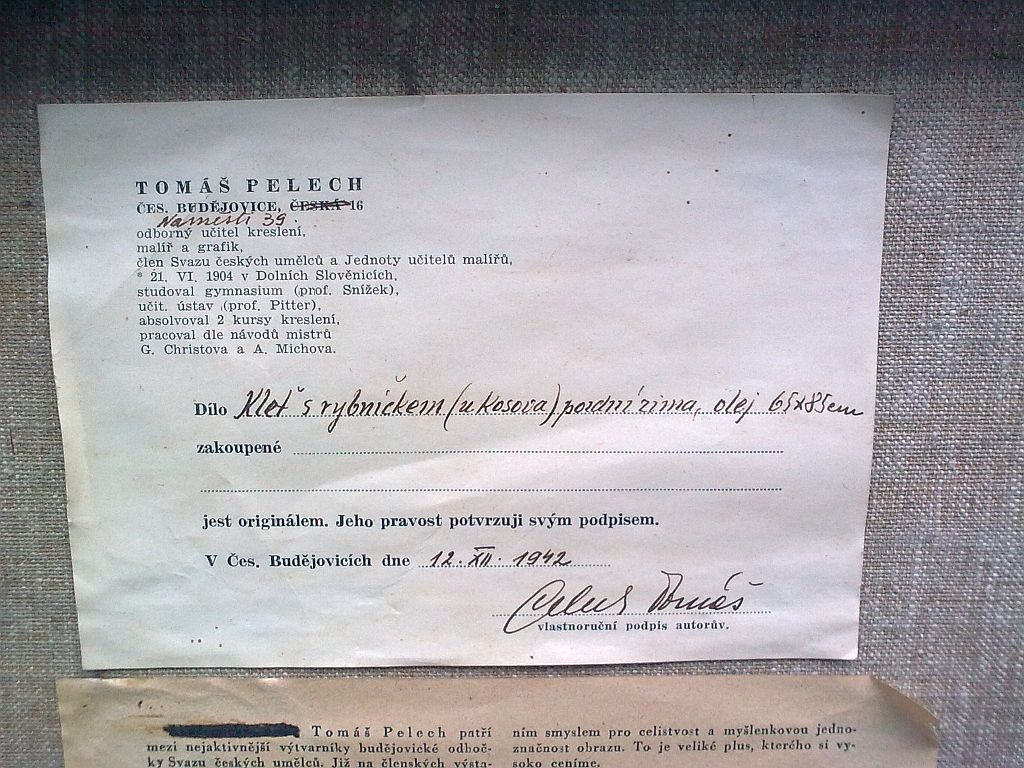 TOMÁŠ PELECH
ČES. BUDĚJOVICE, ČESKÁ 16
Náměstí 39.
odborný učitel kreslení,
malíř a grafik,
člen Svazu českých umělců a Jednoty učitelů malířů,
* 21. VI. 1904 v Dolních Slověnicích,
studoval gymnasium (prof. Snížek),
učit. ústav (prof. Pitter),
absolvoval 2 kursy kreslení,
pracoval dle návodů mistrů
G. Christova a A. Michova.
Dílo Kleť s rybníčkem (u Kosova) pozdní zima, olej 65x85cm
zakoupené
jest originálem. Jeho pravost potvrzuji svým podpisem.
V Čes. Budějovicích dne 12. XII. 1942
Pelech Tomáš
vlastnoruční podpis autorův.
Tomáš Pelech patří
mezi nejaktivnější výtvarníky budějovické odboč-
ky Svazu českých umělců. Již na členských výsta-
ním smyslem pro celistvost a myšlenkovou jedno-
značnost obrazu. To je veliké plus, kterého si vy-
soko ceníme.